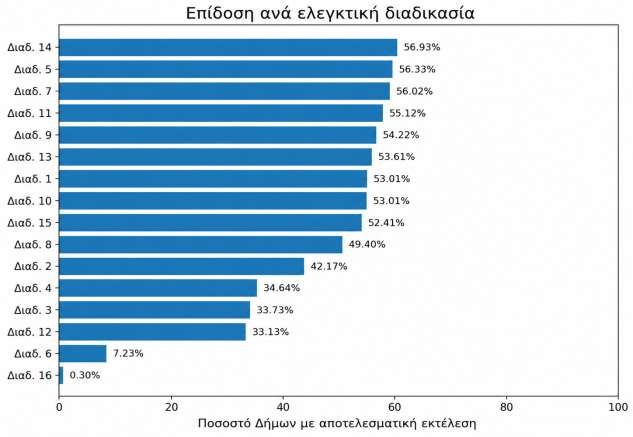 Επίδοση ανά ελεγκτική διαδικασία
Διαδ. 14 56.93%
Διαδ. 5 56.33%
Διαδ. 7 56.02%
Διαδ. 11 55.12%
Διαδ. 9 54.22%
Διαδ. 13 53.61%
Διαδ. 1 53.01%
Διαδ. 10 53.01%
Διαδ. 15 52.41%
Διαδ. 8 49.40%
Διαδ. 2 42.17%
Διαδ. 4 34.64%
Διαδ. 3 33.73%
Διαδ. 12 33.13%
Διαδ. 6 7.23%
Διαδ. 16 0.30%
0 20 40 60 80 100
Ποσοστό Δήμων με αποτελεσματική εκτέλεση